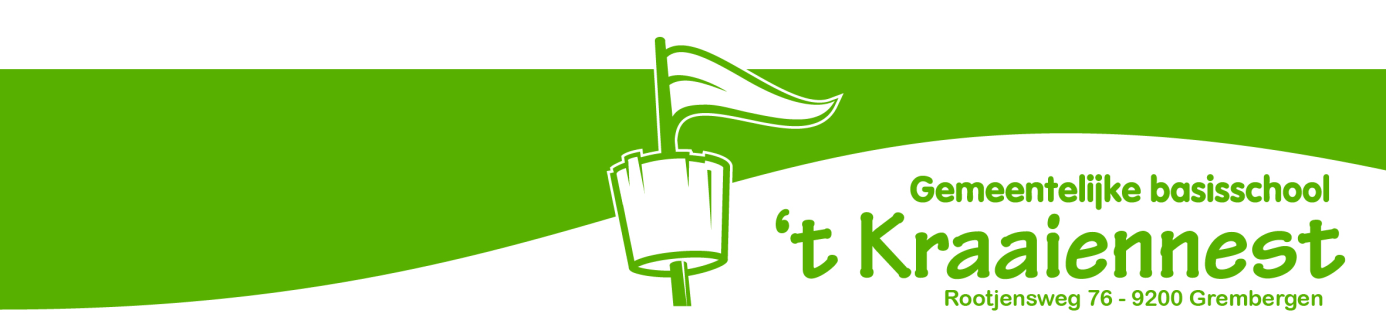 Gemeentelijke basisschool
‘t Kraaiennest
Rootjensweg 76 - 9200 Grembergen